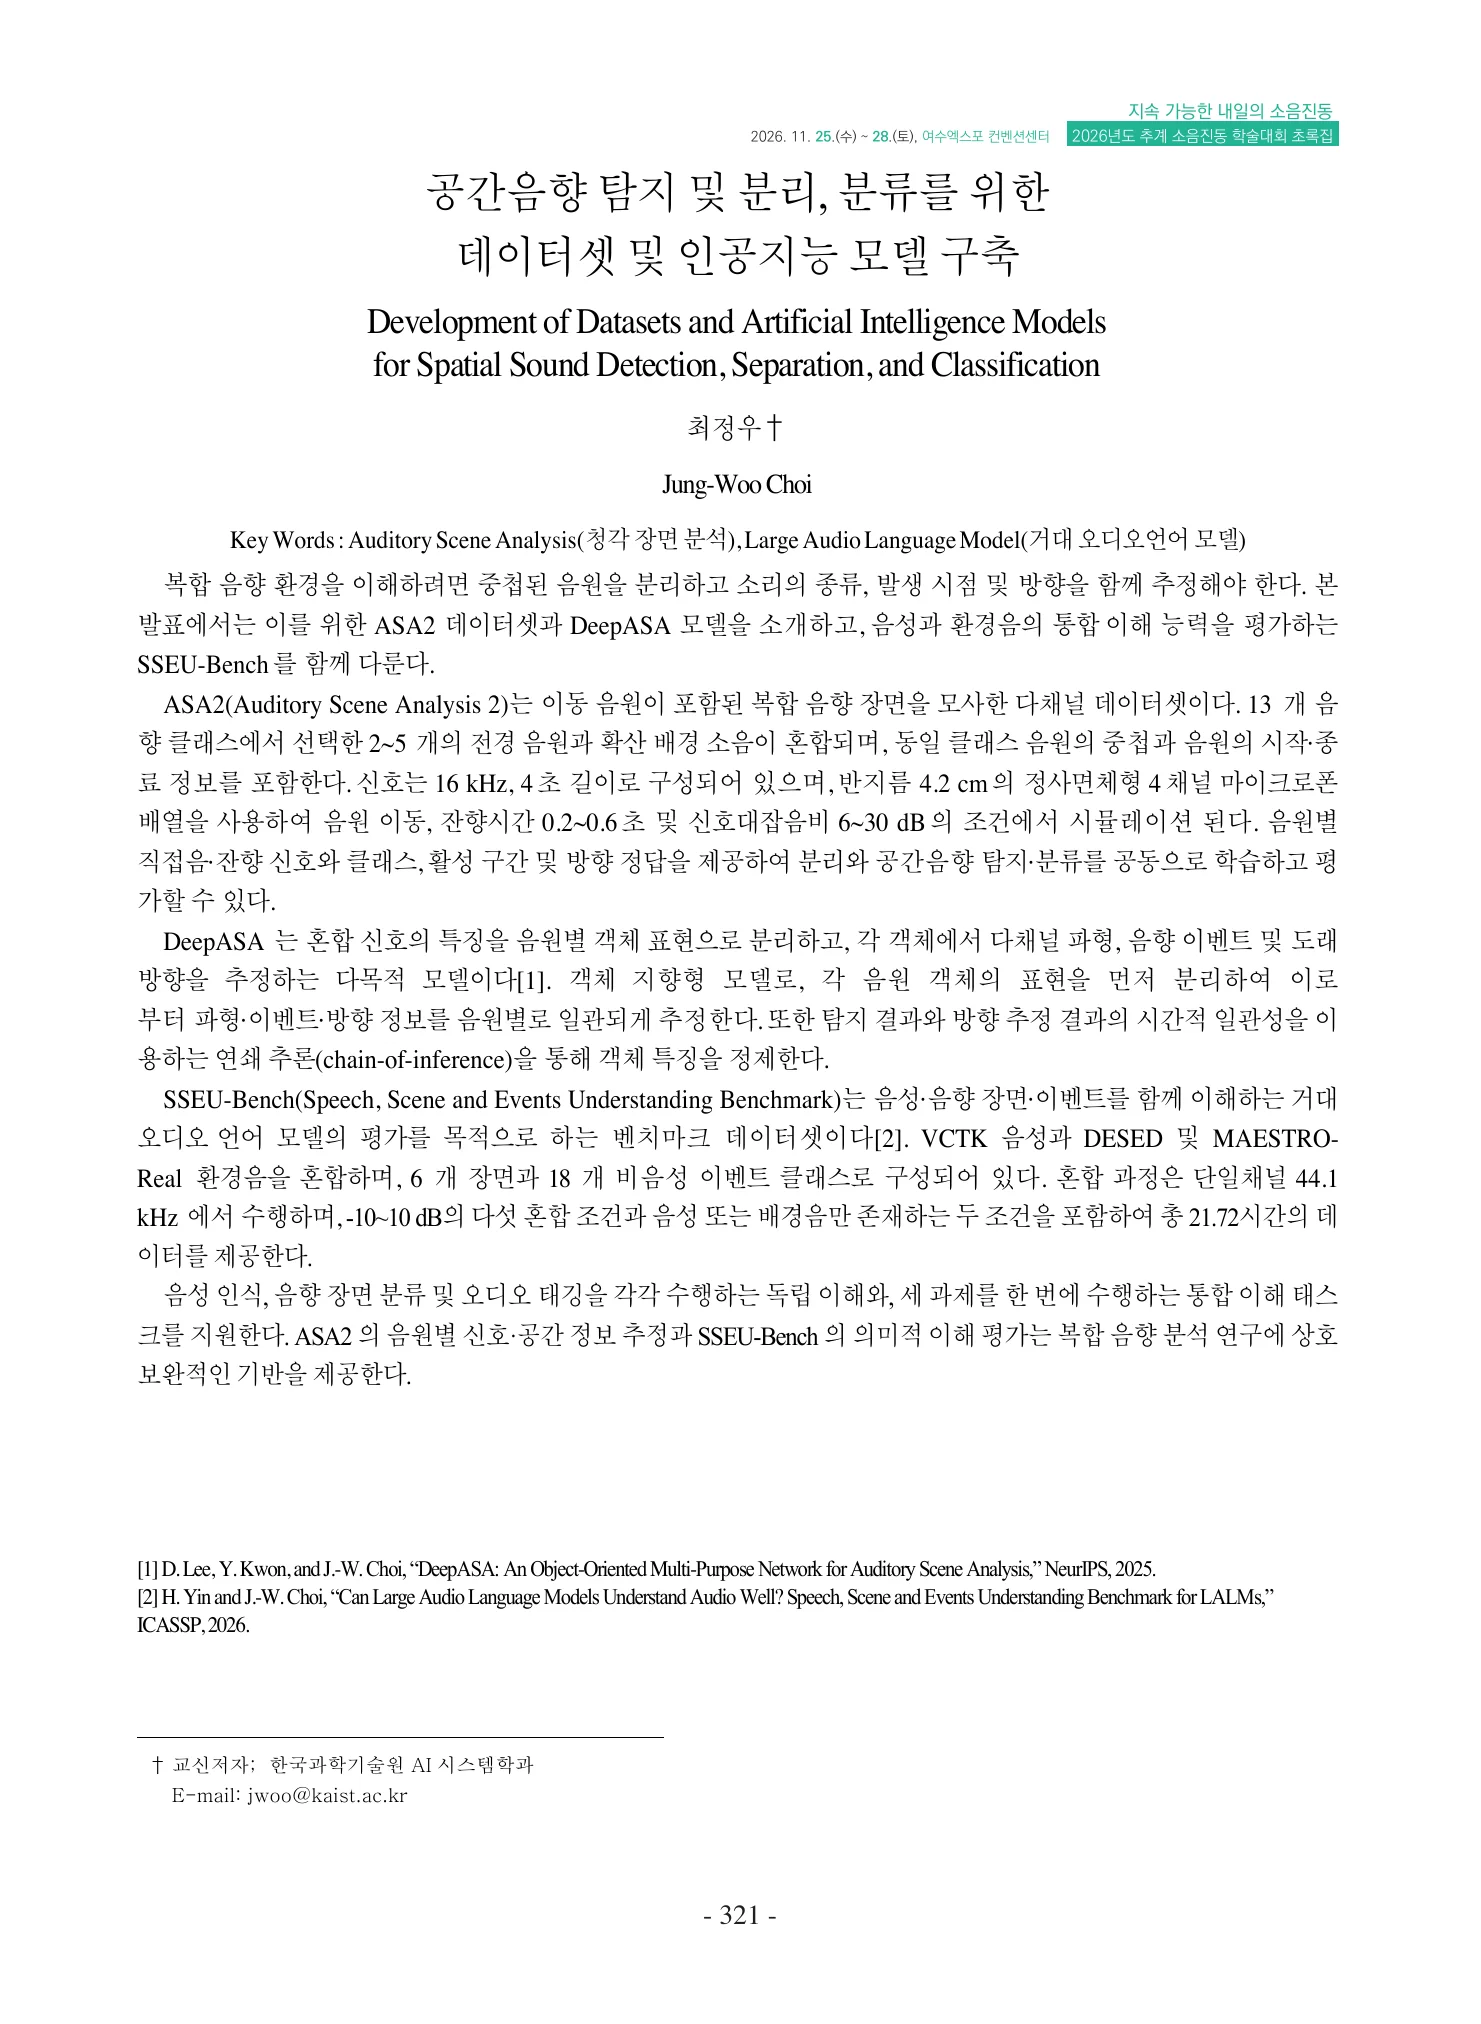 지속 가능한 내일의 소음진동
2026. 11. 25.(수) ~ 28.(토), 여수엑스포 컨벤션센터 2026년도 추계 소음진동 학술대회 초록집
공간음향 탐지 및 분리, 분류를 위한
데이터셋 및 인공지능 모델 구축
Development of Datasets and Artificial Intelligence Models
for Spatial Sound Detection, Separation, and Classification
최정우†
Jung-Woo Choi
Key Words : Auditory Scene Analysis(청각 장면 분석), Large Audio Language Model(거대 오디오언어 모델)
복합 음향 환경을 이해하려면 중첩된 음원을 분리하고 소리의 종류, 발생 시점 및 방향을 함께 추정해야 한다. 본
발표에서는 이를 위한 ASA2 데이터셋과 DeepASA 모델을 소개하고, 음성과 환경음의 통합 이해 능력을 평가하는
SSEU-Bench를 함께 다룬다.
ASA2(Auditory Scene Analysis 2)는 이동 음원이 포함된 복합 음향 장면을 모사한 다채널 데이터셋이다. 13 개 음
향 클래스에서 선택한 2~5 개의 전경 음원과 확산 배경 소음이 혼합되며, 동일 클래스 음원의 중첩과 음원의 시작·종
료 정보를 포함한다. 신호는 16 kHz, 4초 길이로 구성되어 있으며, 반지름 4.2 cm의 정사면체형 4채널 마이크로폰
배열을 사용하여 음원 이동, 잔향시간 0.2~0.6초 및 신호대잡음비 6~30 dB의 조건에서 시뮬레이션 된다. 음원별
직접음·잔향 신호와 클래스, 활성 구간 및 방향 정답을 제공하여 분리와 공간음향 탐지·분류를 공동으로 학습하고 평
가할 수 있다.
DeepASA 는 혼합 신호의 특징을 음원별 객체 표현으로 분리하고, 각 객체에서 다채널 파형, 음향 이벤트 및 도래
방향을 추정하는 다목적 모델이다[1]. 객체 지향형 모델로, 각 음원 객체의 표현을 먼저 분리하여 이로
부터 파형·이벤트·방향 정보를 음원별로 일관되게 추정한다. 또한 탐지 결과와 방향 추정 결과의 시간적 일관성을 이
용하는 연쇄 추론(chain-of-inference)을 통해 객체 특징을 정제한다.
SSEU-Bench(Speech, Scene and Events Understanding Benchmark)는 음성·음향 장면·이벤트를 함께 이해하는 거대
오디오 언어 모델의 평가를 목적으로 하는 벤치마크 데이터셋이다[2]. VCTK 음성과 DESED 및 MAESTRO-
Real 환경음을 혼합하며, 6 개 장면과 18 개 비음성 이벤트 클래스로 구성되어 있다. 혼합 과정은 단일채널 44.1
kHz 에서 수행하며, -10~10 dB의 다섯 혼합 조건과 음성 또는 배경음만 존재하는 두 조건을 포함하여 총 21.72시간의 데
이터를 제공한다.
음성 인식, 음향 장면 분류 및 오디오 태깅을 각각 수행하는 독립 이해와, 세 과제를 한 번에 수행하는 통합 이해 태스
크를 지원한다. ASA2 의 음원별 신호·공간 정보 추정과 SSEU-Bench 의 의미적 이해 평가는 복합 음향 분석 연구에 상호
보완적인 기반을 제공한다.
[1] D. Lee, Y. Kwon, and J.-W. Choi, “DeepASA: An Object-Oriented Multi-Purpose Network for Auditory Scene Analysis,” NeurIPS, 2025.
[2] H. Yin and J.-W. Choi, “Can Large Audio Language Models Understand Audio Well? Speech, Scene and Events Understanding Benchmark for LALMs,”
ICASSP, 2026.
† 교신저자; 한국과학기술원 AI 시스템학과
E-mail: jwoo@kaist.ac.kr
- 321 -